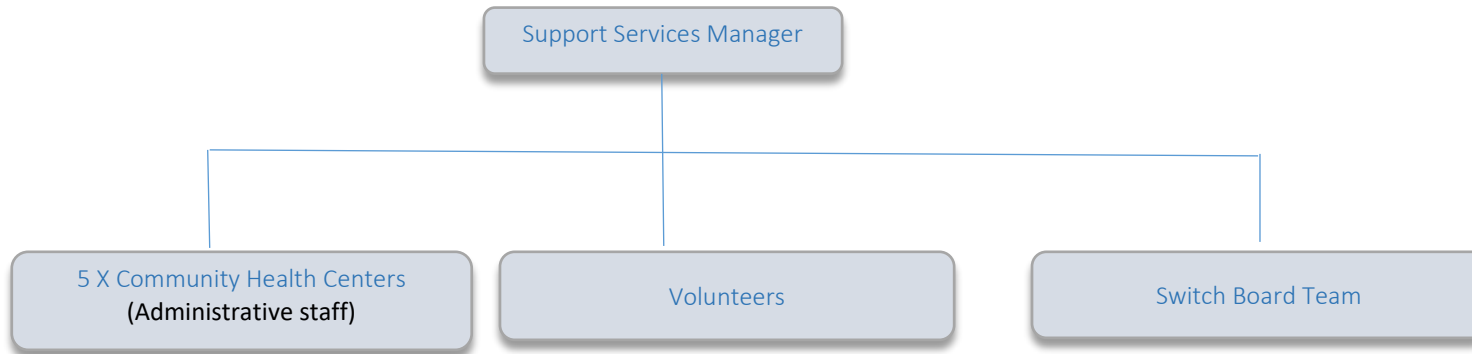 Support Services Manager
5 X Community Health Centers
(Administrative staff)
Volunteers
Switch Board Team